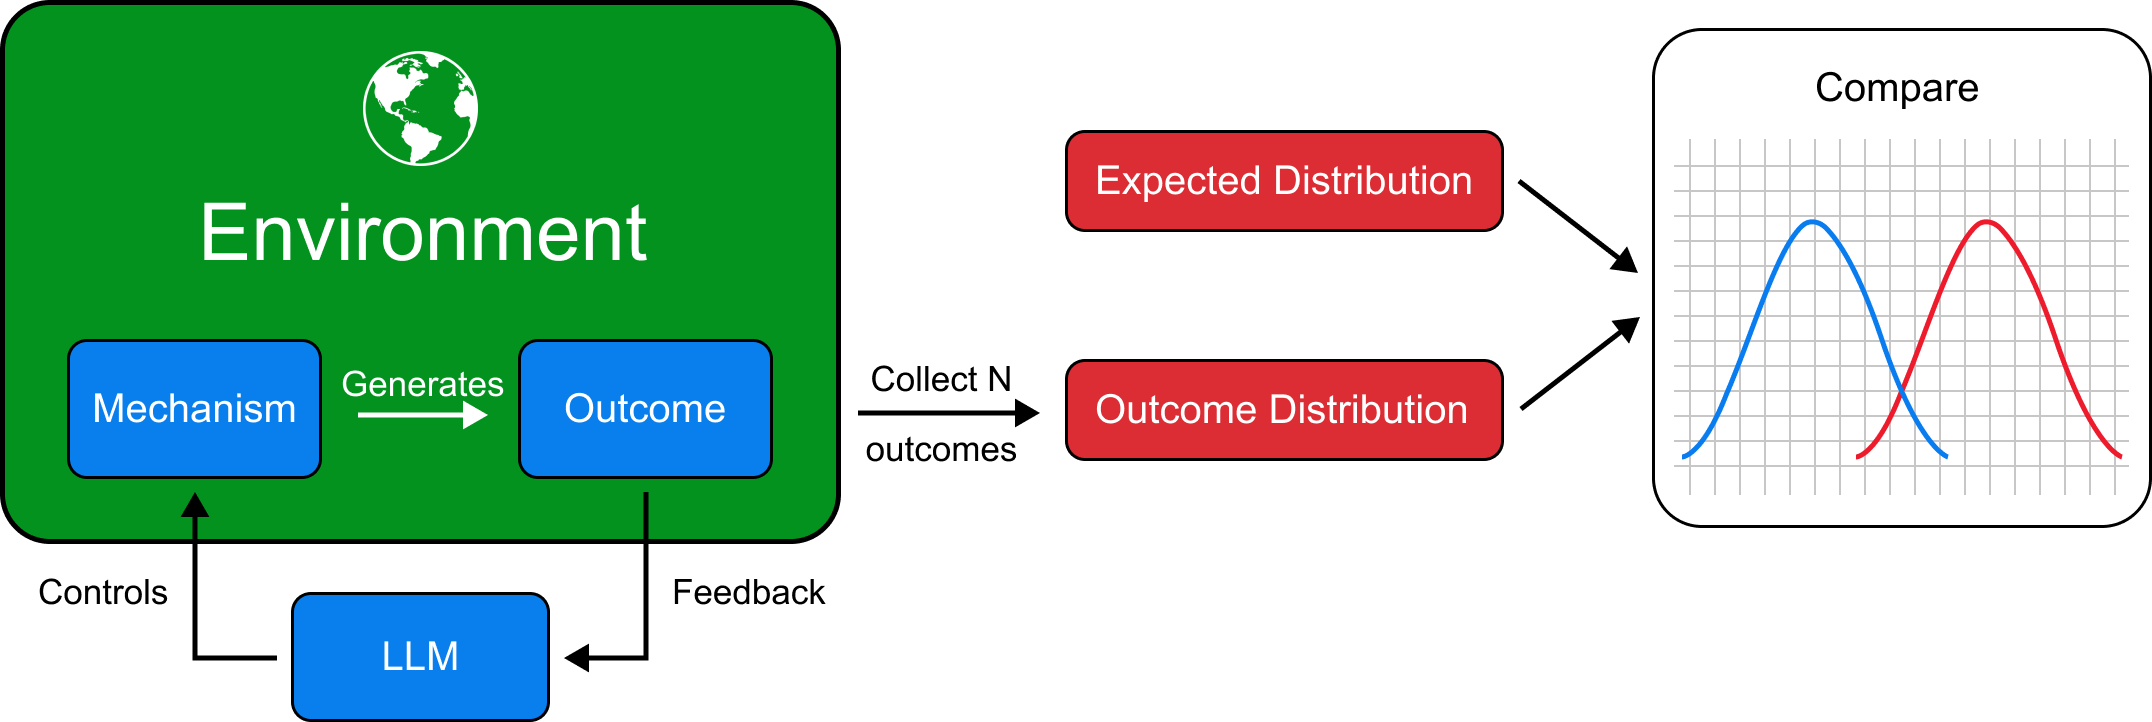 Environment
Mechanism
Generates
Outcome
Controls
Feedback
LLM
Collect N
outcomes
Expected Distribution
Outcome Distribution
Compare